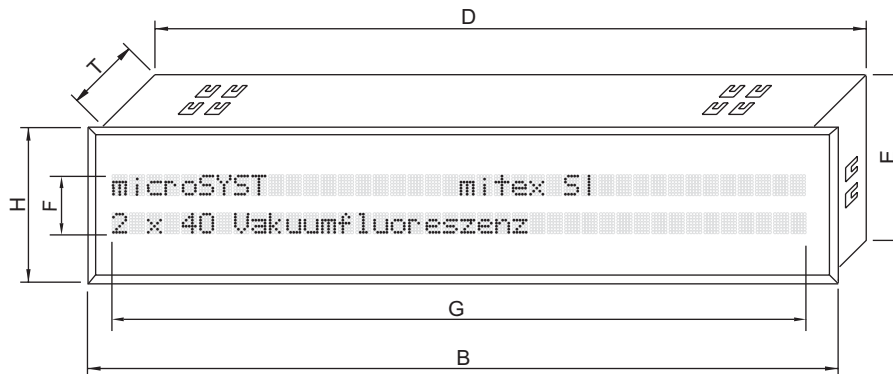 D
T
E
H
F
microSYST mitex SI
2 x 40 Vakuumfluoreszenz
G
B